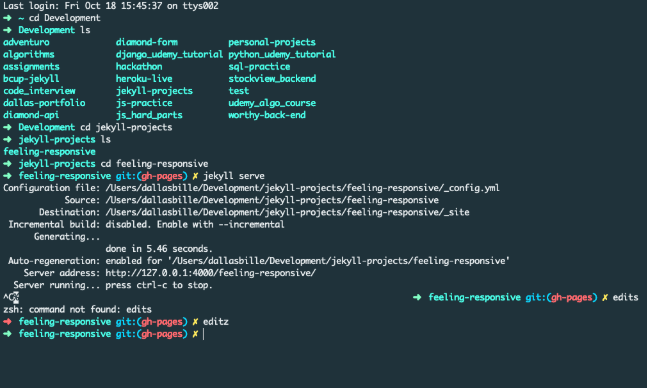 Last login: Fri Oct 18 15:45:37 on ttys002
➜ ~ cd Development
➜ Development ls
adventuro diamond-form personal-projects
algorithms django_udemy_tutorial python_udemy_tutorial
assignments hackathon sql-practice
bcup-jekyll heroku-live stockview_backend
code_interview jekyll-projects test
dallas-portfolio js-practice udemy_algo_course
diamond-api js_hard_parts worthy-back-end
➜ Development cd jekyll-projects
➜ jekyll-projects ls
feeling-responsive
➜ jekyll-projects cd feeling-responsive
➜ feeling-responsive git:(gh-pages) ✗ jekyll serve
Configuration file: /Users/dallasbille/Development/jekyll-projects/feeling-responsive/_config.yml
Source: /Users/dallasbille/Development/jekyll-projects/feeling-responsive
Destination: /Users/dallasbille/Development/jekyll-projects/feeling-responsive/_site
Incremental build: disabled. Enable with --incremental
Generating...
done in 5.46 seconds.
Auto-regeneration: enabled for '/Users/dallasbille/Development/jekyll-projects/feeling-responsive'
Server address: http://127.0.0.1:4000/feeling-responsive/
Server running... press ctrl-c to stop.
^C% ➜ feeling-responsive git:(gh-pages) ✗ edits
zsh: command not found: edits
➜ feeling-responsive git:(gh-pages) ✗ editz
➜ feeling-responsive git:(gh-pages) ✗